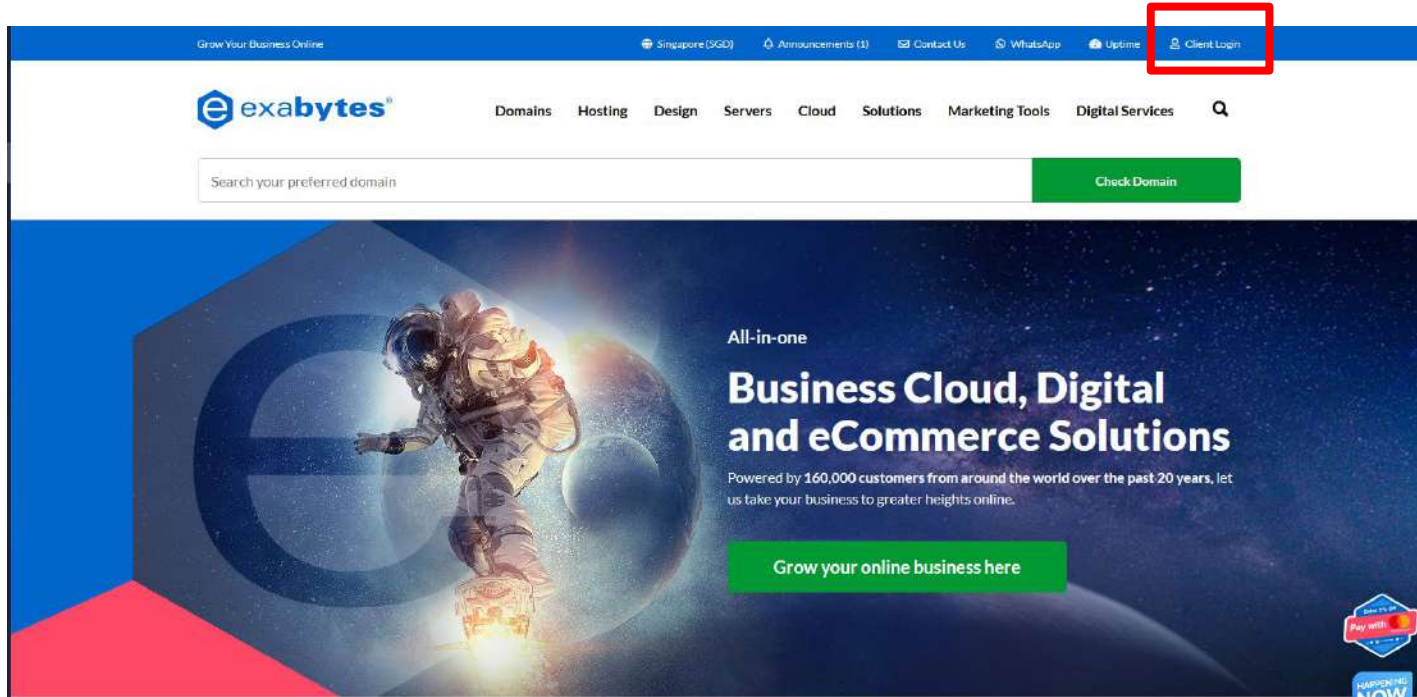 Grow Your Business Online
Singapore (SGD)
Announcements (1)
Contact Us
WhatsApp
Uptime
Client Login
exabytes®
Domains
Hosting
Design
Servers
Cloud
Solutions
Marketing Tools
Digital Services
Search your preferred domain
Check Domain
All-in-one
Business Cloud, Digital
and eCommerce Solutions
Powered by 160,000 customers from around the world over the past 20 years, let
us take your business to greater heights online.
Grow your online business here
Pay with
HAPPENING
NOW